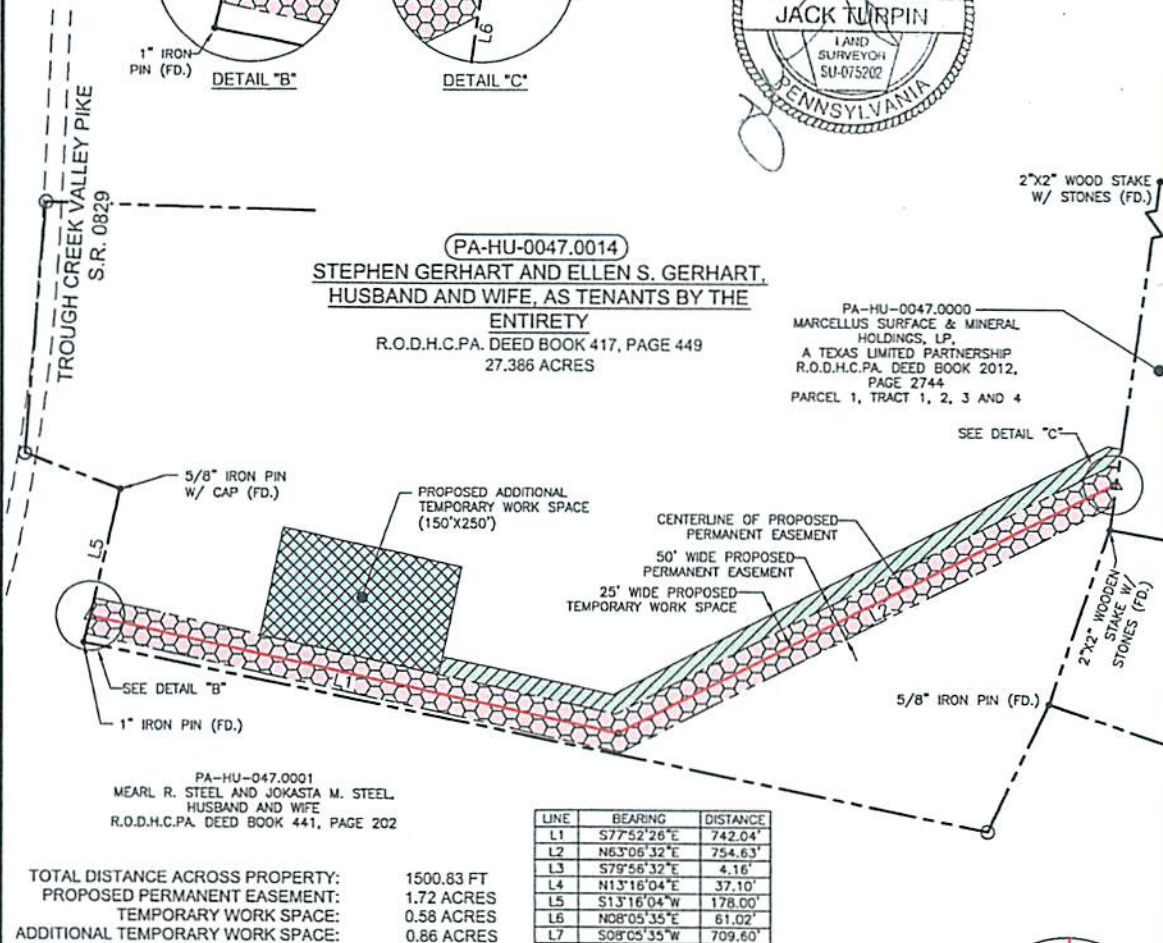 1" IRON
PIN (FD.)
DETAIL "B"
L6
DETAIL "C"
JACK TURPIN
LAND
SURVEYOR
SU-075202
PENNSYLVANIA
TROUGH CREEK VALLEY PIKE
S.R. 0829
2"X2" WOOD STAKE
W/ STONES (FD.)
PA-HU-0047.0014
STEPHEN GERHART AND ELLEN S. GERHART,
HUSBAND AND WIFE, AS TENANTS BY THE
ENTIRETY
R.O.D.H.C.PA. DEED BOOK 417, PAGE 449
27.386 ACRES
PA-HU-0047.0000
MARCELLUS SURFACE & MINERAL
HOLDINGS, LP,
A TEXAS LIMITED PARTNERSHIP
R.O.D.H.C.PA. DEED BOOK 2012,
PAGE 2744
PARCEL 1, TRACT 1, 2, 3 AND 4
SEE DETAIL "C"
5/8" IRON PIN
W/ CAP (FD.)
PROPOSED ADDITIONAL
TEMPORARY WORK SPACE
(150'X250')
CENTERLINE OF PROPOSED
PERMANENT EASEMENT
50' WIDE PROPOSED
PERMANENT EASEMENT
25' WIDE PROPOSED
TEMPORARY WORK SPACE
L5
L1
2"X2" WOODEN
STAKE W/
STONES (FD.)
SEE DETAIL "B"
1" IRON PIN (FD.)
5/8" IRON PIN (FD.)
PA-HU-047.0001
MEARL R. STEEL AND JOKASTA M. STEEL,
HUSBAND AND WIFE
R.O.D.H.C.PA. DEED BOOK 441, PAGE 202
LINE BEARING DISTANCE
L1 S77°52'26"E 742.04'
L2 N63°06'32"E 754.63'
L3 S79°56'32"E 4.16'
L4 N13°16'04"E 37.10'
L5 S13°16'04"W 178.00'
L6 N08°05'35"E 61.02'
L7 S08°05'35"W 709.60'
TOTAL DISTANCE ACROSS PROPERTY: 1500.83 FT
PROPOSED PERMANENT EASEMENT: 1.72 ACRES
TEMPORARY WORK SPACE: 0.58 ACRES
ADDITIONAL TEMPORARY WORK SPACE: 0.86 ACRES